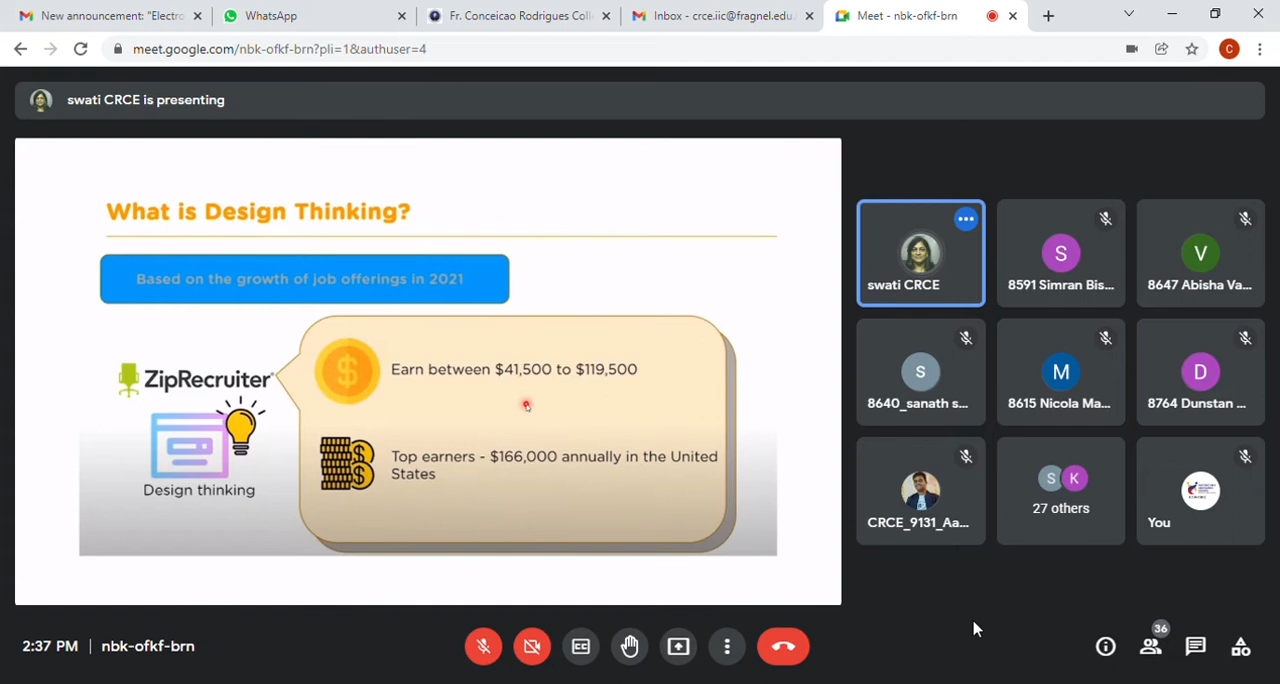 New announcement: "Electro
WhatsApp
Fr. Conceicao Rodrigues Coll
Inbox - crce.iic@fragnel.edu.
Meet - nbk-ofkf-brn
meet.google.com/nbk-ofkf-brn?pli=1&authuser=4
C
swati CRCE is presenting
What is Design Thinking?
Based on the growth of job offerings in 2021
ZipRecruiter
Earn between $41,500 to $119,500
Top earners - $166,000 annually in the United
States
Design thinking
swati CRCE
S
8591 Simran Bis...
V
8647 Abisha Va...
S
8640_sanath s...
M
8615 Nicola Ma...
D
8764 Dunstan ...
CRCE_9131_Aa...
S K
27 others
You
2:37 PM | nbk-ofkf-brn
CC
36